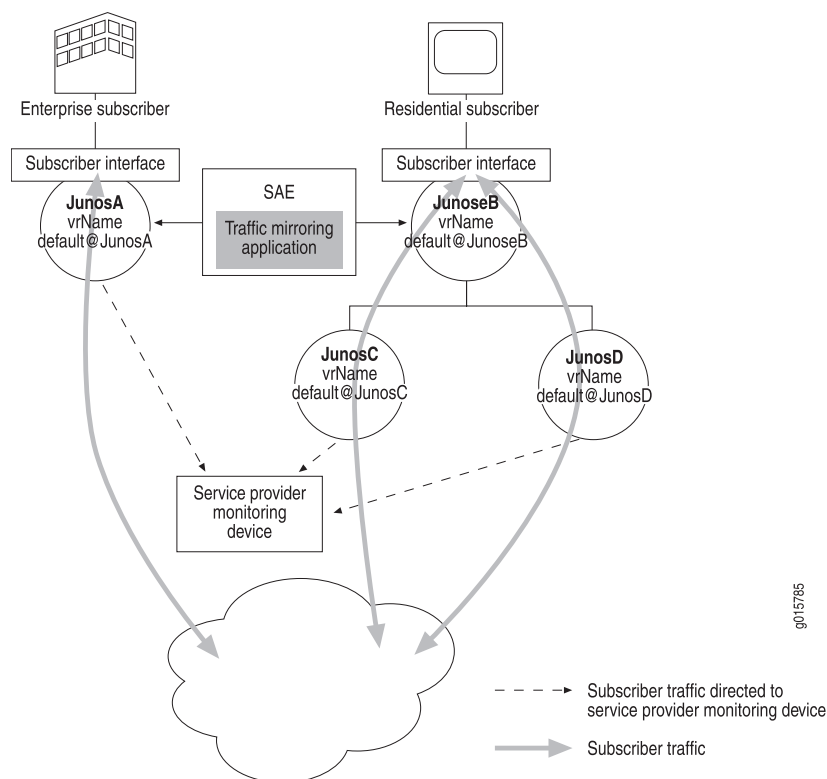 Enterprise subscriber
Residential subscriber
Subscriber interface
Subscriber interface
SAE
Traffic mirroring
application
JunosA
vrName
default@JunosA
JunoseB
vrName
default@JunoseB
JunosC
vrName
default@JunosC
JunosD
vrName
default@JunosD
Service provider
monitoring
device
g015785
Subscriber traffic directed to
service provider monitoring device
Subscriber traffic